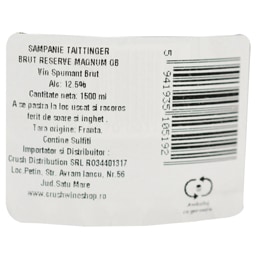 SAMPANIE TAITTINGER
BRUT RESERVE MAGNUM GB
Vin Spumant Brut
Alc: 12.5%
Cantitate neta: 1500 ml
A se pastra la loc uscat si racoros
ferit de soare si inghet .
Tara origine. Franta.
Contine Sulfiti
Importator si Distribuitor :
Crush Distribution SRL RO34401317
Loc.Petin, Str. Avram Iancu, Nr.56
Jud.Satu Mare
www.crushwineshop.ro
5 941935 105192